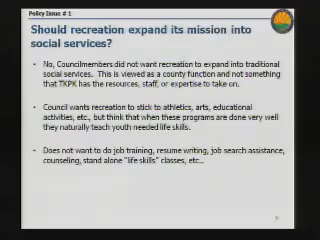 Policy Issue # 1
Should recreation expand its mission into
social services?
• No, Councilmembers did not want recreation to expand into traditional
social services. This is viewed as a county function and not something
that TKPK has the resources, staff, or expertise to take on.
• Council wants recreation to stick to athletics, arts, educational
activities, etc., but think that when these programs are done very well
they naturally teach youth needed life skills.
• Does not want to do job training, resume writing, job search assistance,
counseling, stand alone "life skills" classes, etc..